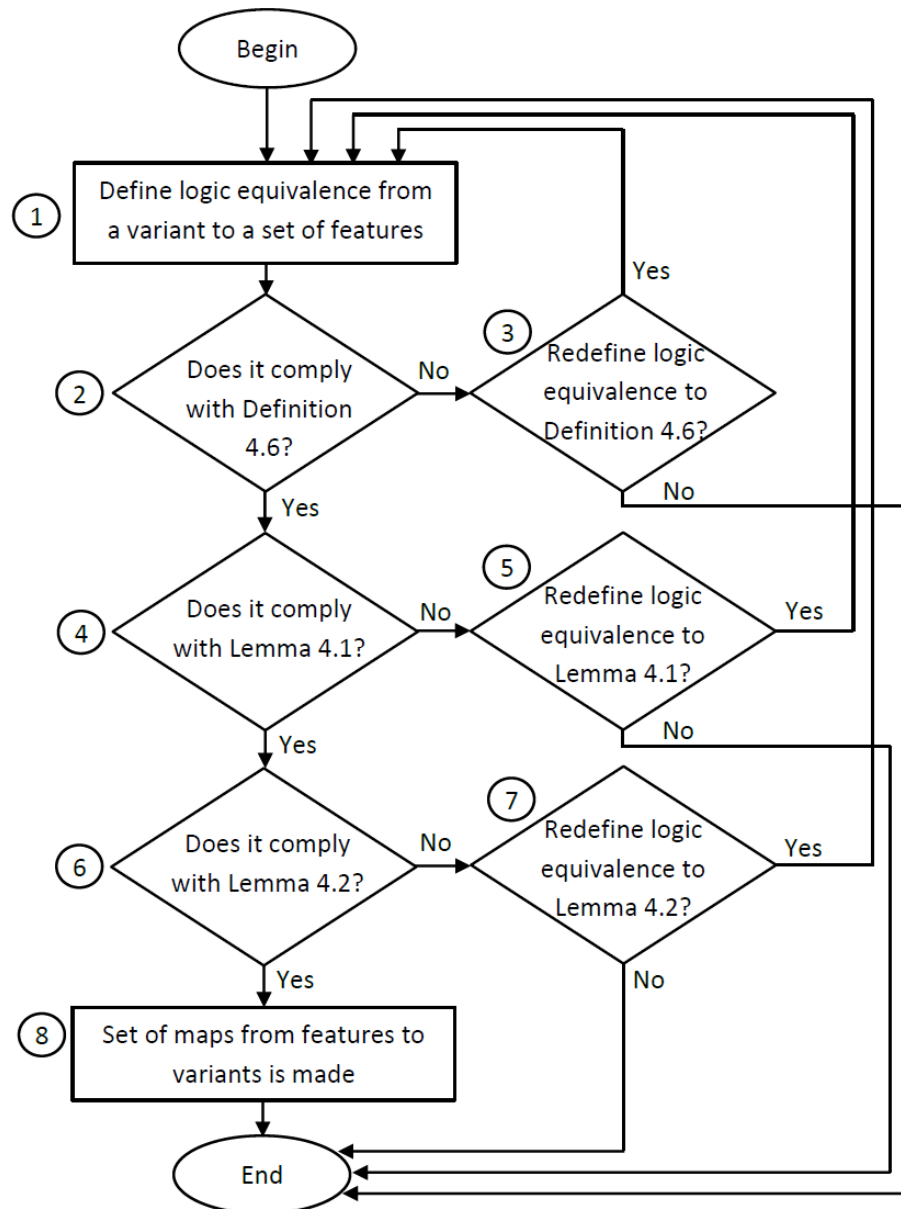 Begin
1
Define logic equivalence from
a variant to a set of features
Yes
2
Does it comply
with Definition
4.6?
No
3
Redefine logic
equivalence to
Definition 4.6?
Yes
No
4
Does it comply
with Lemma 4.1?
No
5
Redefine logic
equivalence to
Lemma 4.1?
Yes
Yes
No
6
Does it comply
with Lemma 4.2?
No
7
Redefine logic
equivalence to
Lemma 4.2?
Yes
Yes
No
8
Set of maps from features to
variants is made
End